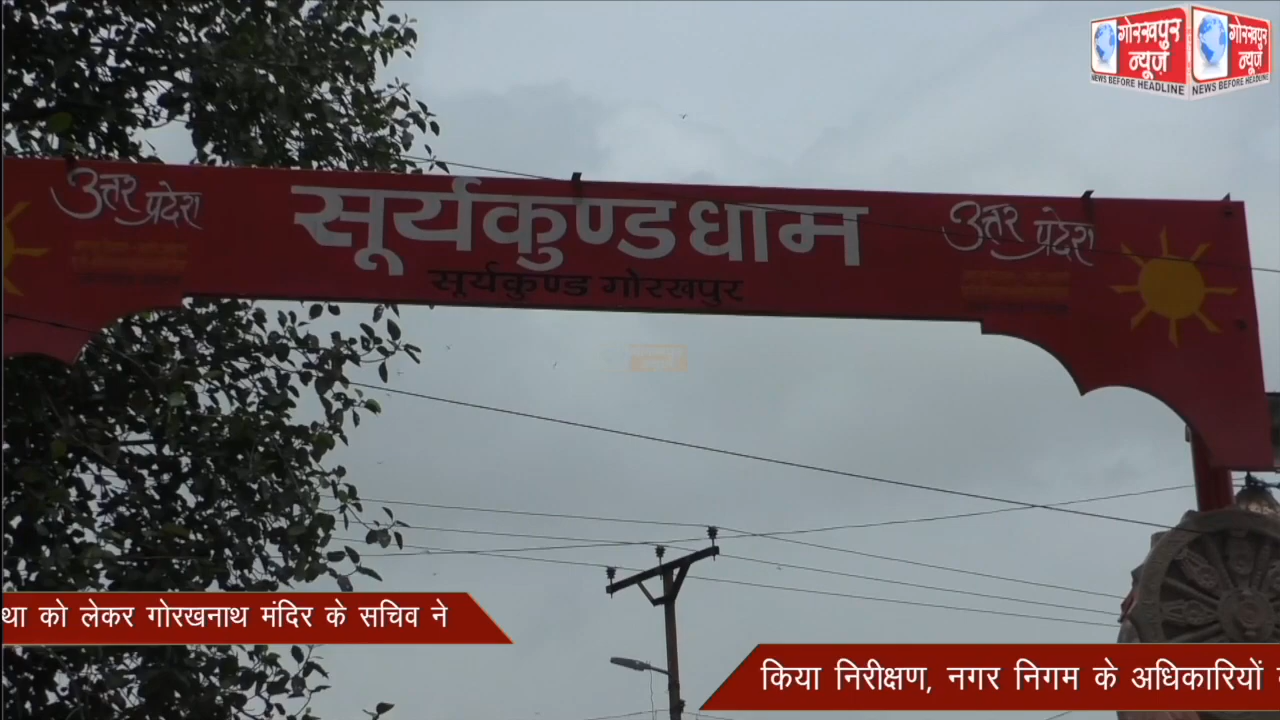 गोरखपुर न्यूज़
NEWS BEFORE HEADLINE
गोरखपुर न्यूज़
NEWS BEFORE HEADLINE
उत्तर प्रदेश
सूर्यकुण्ड धाम
उत्तर प्रदेश
सूर्यकुण्ड गोरखपुर
था को लेकर गोरखनाथ मंदिर के सचिव ने
किया निरीक्षण, नगर निगम के अधिकारियों